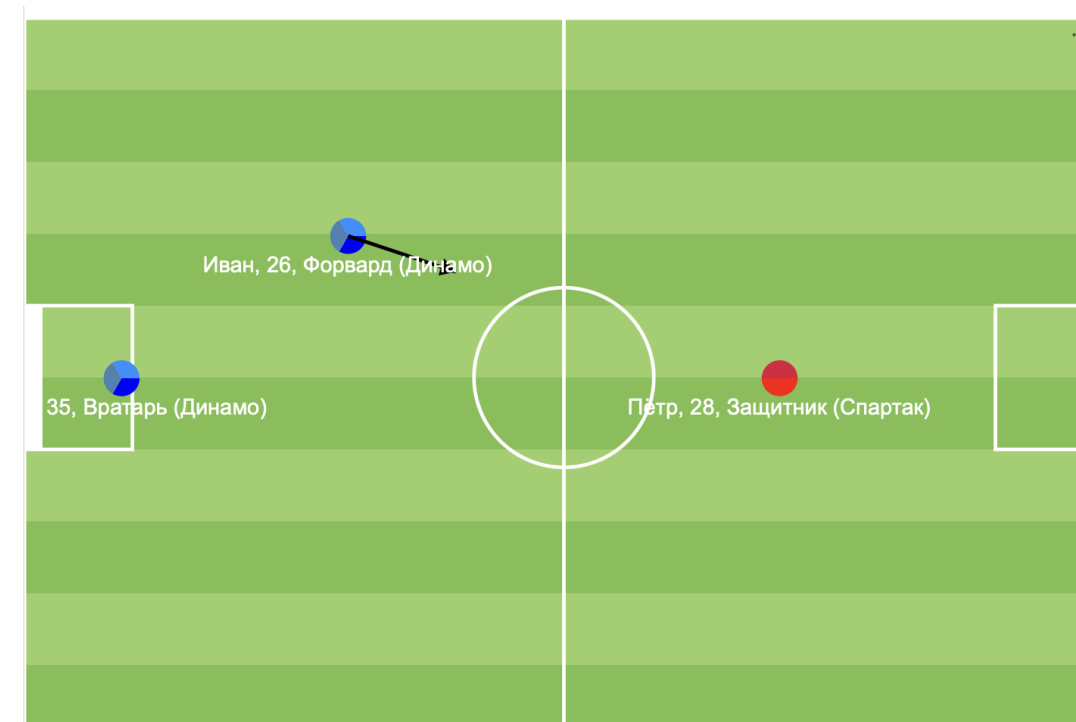 Иван, 26, Форвард (Динамо)
35, Вратарь (Динамо)
Пётр, 28, Защитник (Спартак)